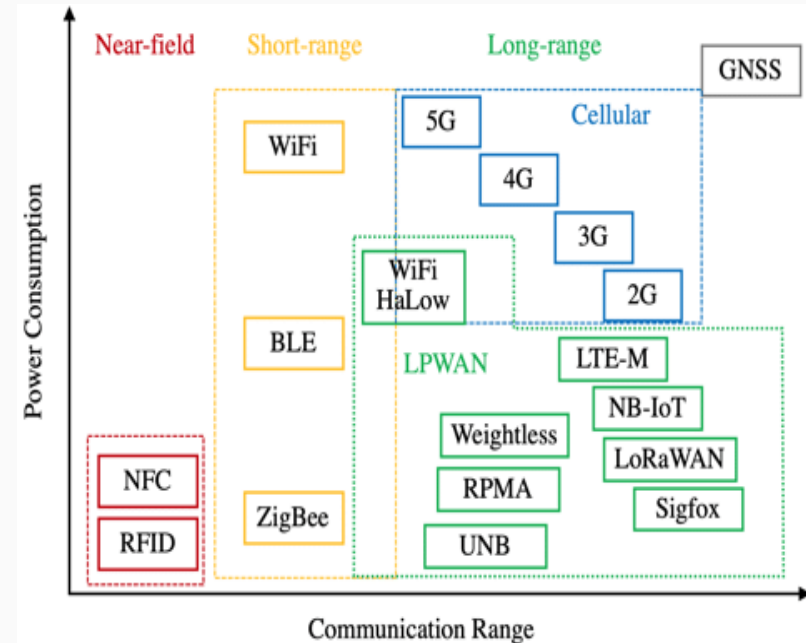 Near-field
Short-range
Long-range
GNSS
Cellular
5G
WiFi
4G
3G
WiFi
HaLow
2G
BLE
LPWAN
LTE-M
NB-IoT
Weightless
LoRaWAN
NFC
RPMA
Sigfox
ZigBee
RFID
UNB
Power Consumption
Communication Range